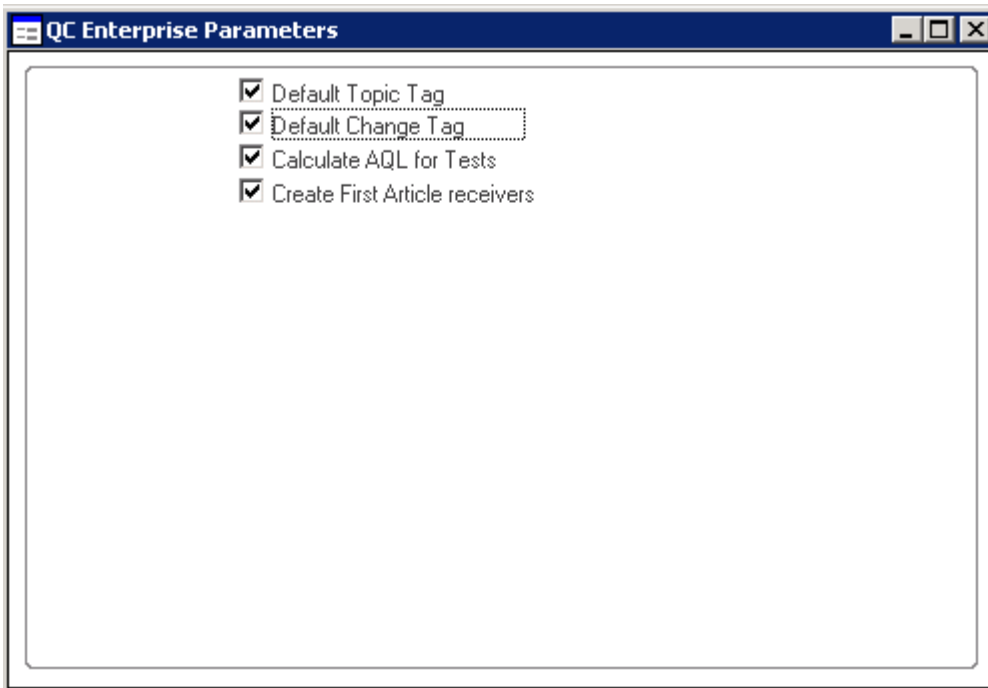 QC Enterprise Parameters
Default Topic Tag
Default Change Tag
Calculate AQL for Tests
Create First Article receivers